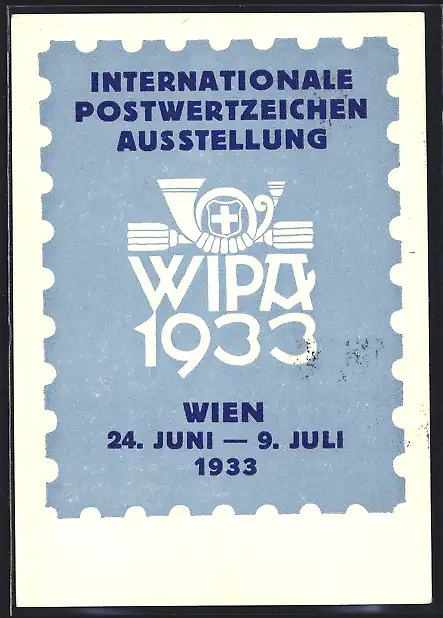 INTERNATIONALE
POSTWERTZEICHEN
AUSSTELLUNG
WIPA
1933
WIEN
24. JUNI — 9. JULI
1933